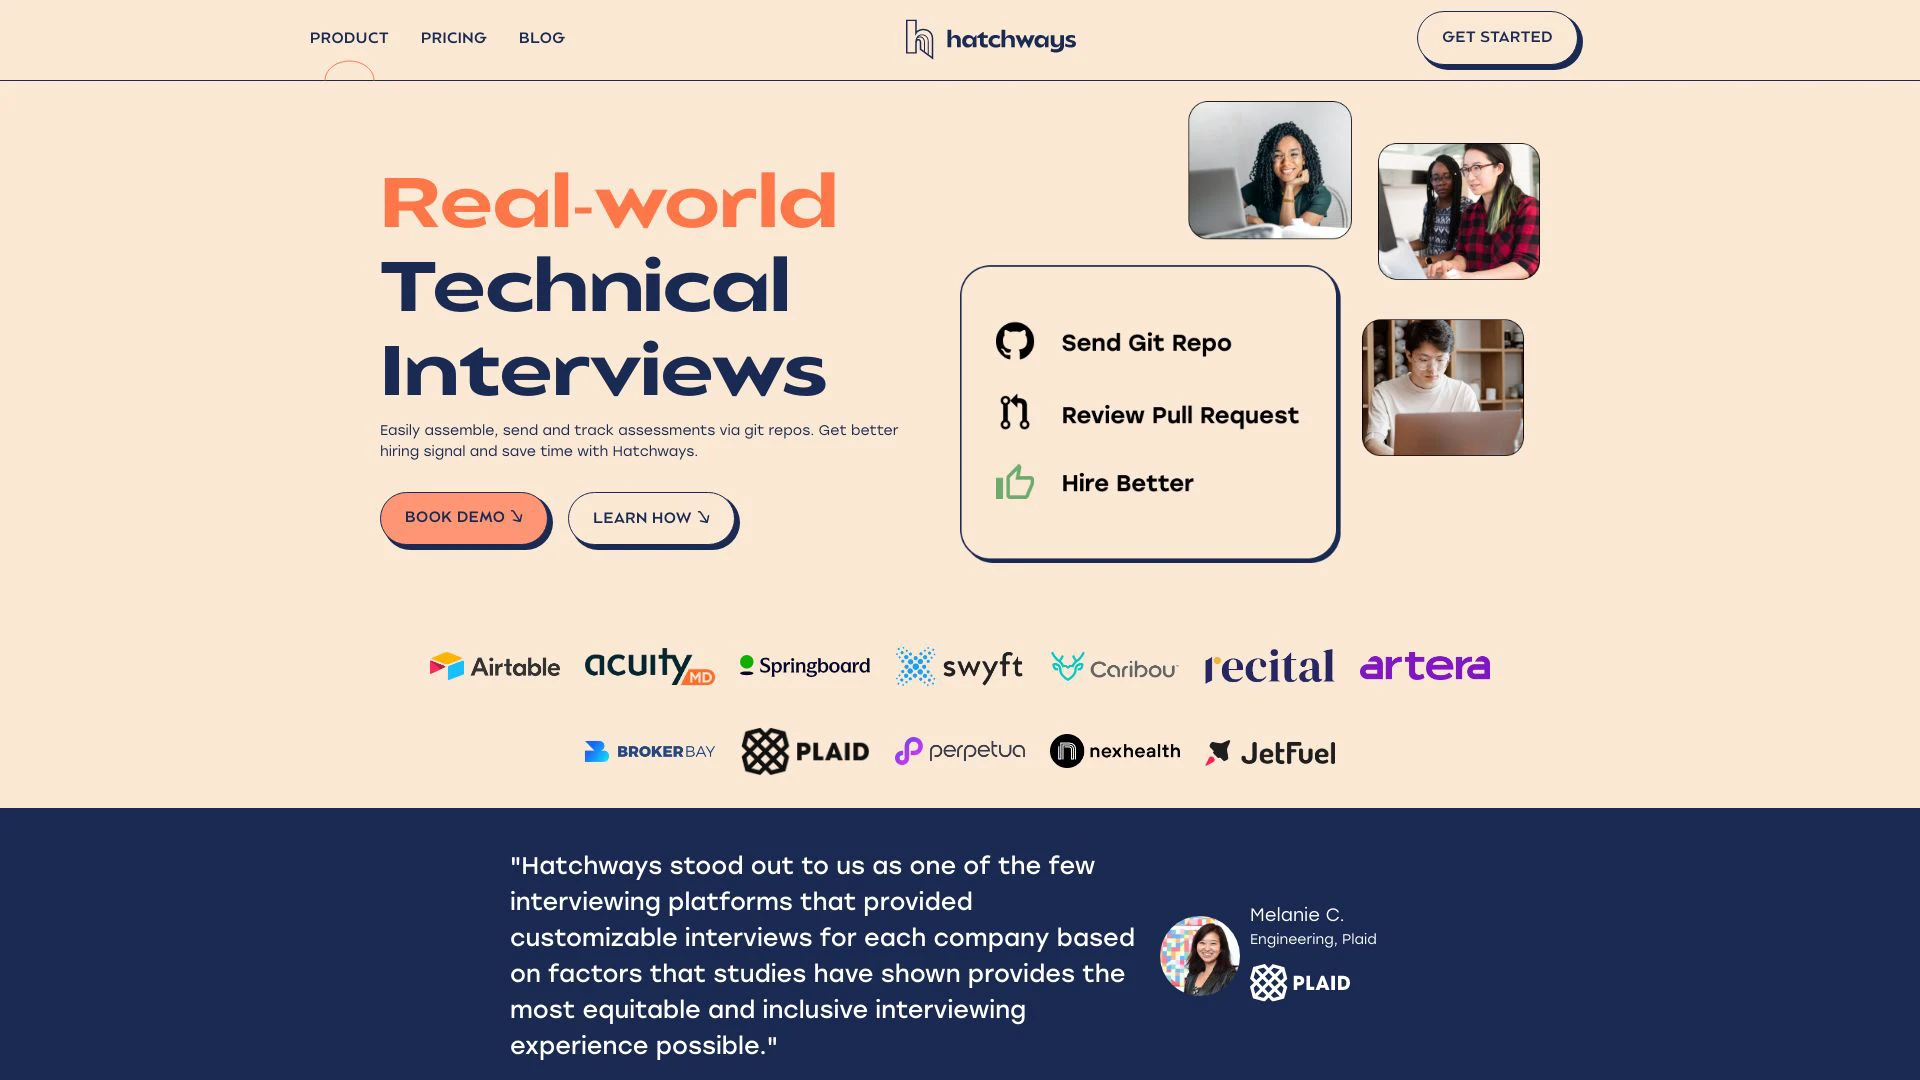 PRODUCT
PRICING
BLOG
hatchways
GET STARTED
Real-world
Technical
Interviews
Easily assemble, send and track assessments via git repos. Get better
hiring signal and save time with Hatchways.
BOOK DEMO
LEARN HOW
Send Git Repo
Review Pull Request
Hire Better
Airtable
acuity MD
Springboard
swyft
Caribou
recital
artera
BROKERBAY
PLAID
perpetua
nexhealth
JetFuel
"Hatchways stood out to us as one of the few
interviewing platforms that provided
customizable interviews for each company based
on factors that studies have shown provides the
most equitable and inclusive interviewing
experience possible."
Melanie C.
Engineering, Plaid
PLAID